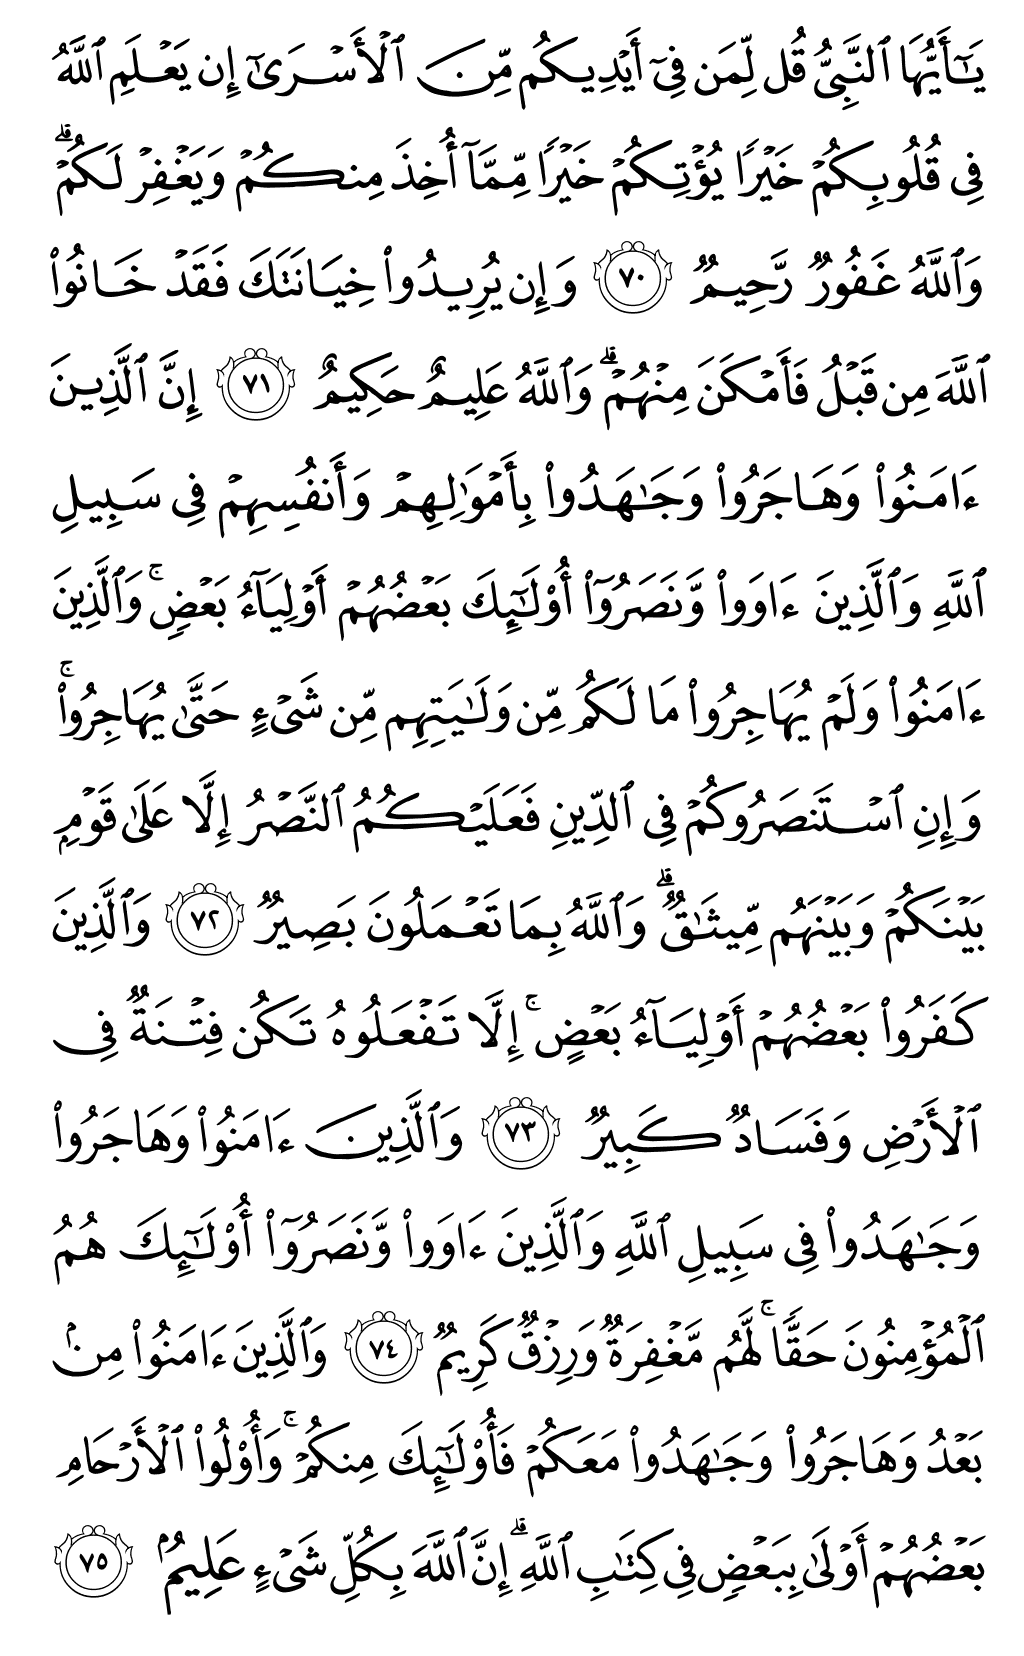 يَـٰٓأَيُّهَا ٱلنَّبِىُّ قُل لِّمَن فِىٓ أَيْدِيكُم مِّنَ ٱلْأَسْرَىٰٓ إِن يَعْلَمِ ٱللَّهُ
فِى قُلُوبِكُمْ خَيْرًا يُؤْتِكُمْ خَيْرًا مِّمَّآ أُخِذَ مِنكُمْ وَيَغْفِرْ لَكُمْ ۗ
وَٱللَّهُ غَفُورٌ رَّحِيمٌ ٧٠ وَإِن يُرِيدُوا۟ خِيَانَتَكَ فَقَدْ خَانُوا۟
ٱللَّهَ مِن قَبْلُ فَأَمْكَنَ مِنْهُمْ ۗ وَٱللَّهُ عَلِيمٌ حَكِيمٌ ٧١ إِنَّ ٱلَّذِينَ
ءَامَنُوا۟ وَهَاجَرُوا۟ وَجَـٰهَدُوا۟ بِأَمْوَٰلِهِمْ وَأَنفُسِهِمْ فِى سَبِيلِ
ٱللَّهِ وَٱلَّذِينَ ءَاوَوا۟ وَّنَصَرُوٓا۟ أُو۟لَـٰٓئِكَ بَعْضُهُمْ أَوْلِيَآءُ بَعْضٍ ۚ وَٱلَّذِينَ
ءَامَنُوا۟ وَلَمْ يُهَاجِرُوا۟ مَا لَكُم مِّن وَلَـٰيَتِهِم مِّن شَىْءٍ حَتَّىٰ يُهَاجِرُوا۟ ۚ
وَإِنِ ٱسْتَنصَرُوكُمْ فِى ٱلدِّينِ فَعَلَيْكُمُ ٱلنَّصْرُ إِلَّا عَلَىٰ قَوْمٍۭ
بَيْنَكُمْ وَبَيْنَهُم مِّيثَـٰقٌ ۗ وَٱللَّهُ بِمَا تَعْمَلُونَ بَصِيرٌ ٧٢ وَٱلَّذِينَ
كَفَرُوا۟ بَعْضُهُمْ أَوْلِيَآءُ بَعْضٍ ۚ إِلَّا تَفْعَلُوهُ تَكُن فِتْنَةٌ فِى
ٱلْأَرْضِ وَفَسَادٌ كَبِيرٌ ٧٣ وَٱلَّذِينَ ءَامَنُوا۟ وَهَاجَرُوا۟
وَجَـٰهَدُوا۟ فِى سَبِيلِ ٱللَّهِ وَٱلَّذِينَ ءَاوَوا۟ وَّنَصَرُوٓا۟ أُو۟لَـٰٓئِكَ هُمُ
ٱلْمُؤْمِنُونَ حَقًّا ۚ لَّهُم مَّغْفِرَةٌ وَرِزْقٌ كَرِيمٌ ٧٤ وَٱلَّذِينَ ءَامَنُوا۟ مِنۢ
بَعْدُ وَهَاجَرُوا۟ وَجَـٰهَدُوا۟ مَعَكُمْ فَأُو۟لَـٰٓئِكَ مِنكُمْ ۚ وَأُو۟لُوا۟ ٱلْأَرْحَامِ
بَعْضُهُمْ أَوْلَىٰ بِبَعْضٍ فِى كِتَـٰبِ ٱللَّهِ ۗ إِنَّ ٱللَّهَ بِكُلِّ شَىْءٍ عَلِيمٌۢ ٧٥